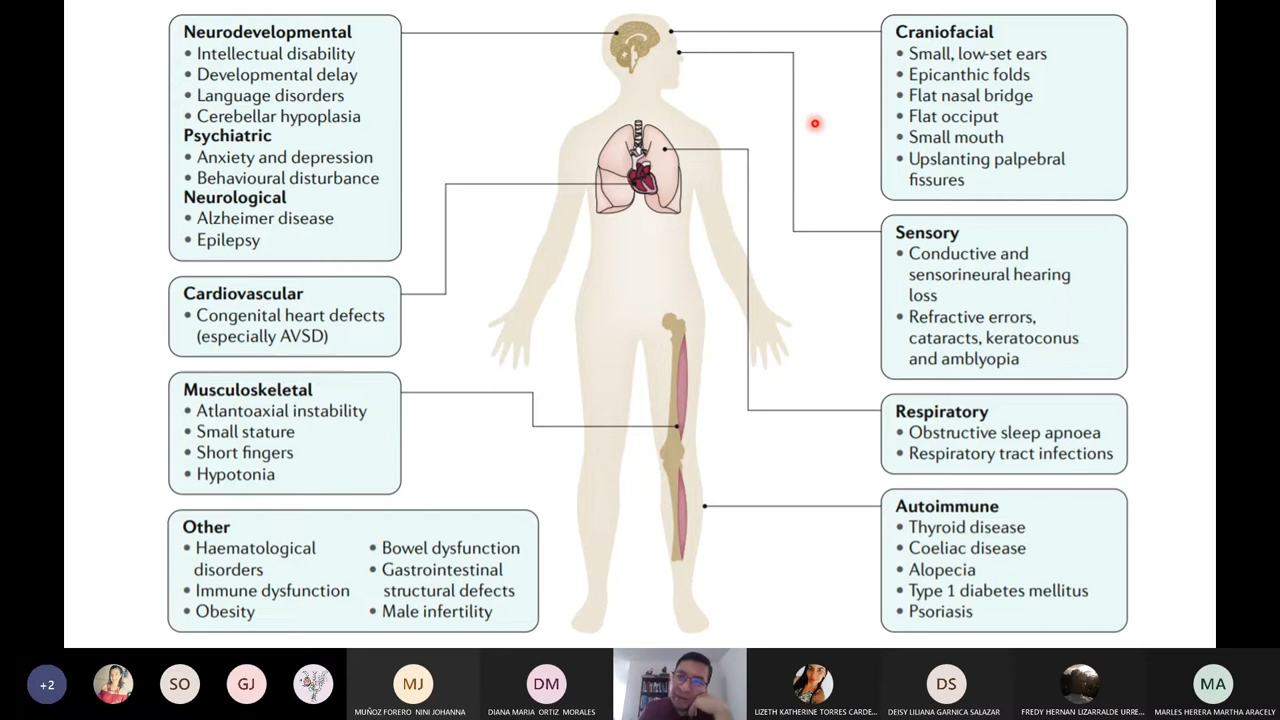 Neurodevelopmental
• Intellectual disability
• Developmental delay
• Language disorders
• Cerebellar hypoplasia
Psychiatric
• Anxiety and depression
• Behavioural disturbance
Neurological
• Alzheimer disease
• Epilepsy
Cardiovascular
• Congenital heart defects
(especially AVSD)
Musculoskeletal
• Atlantoaxial instability
• Small stature
• Short fingers
• Hypotonia
Other
• Haematological
disorders
• Immune dysfunction
• Obesity
• Bowel dysfunction
• Gastrointestinal
structural defects
• Male infertility
Craniofacial
• Small, low-set ears
• Epicanthic folds
• Flat nasal bridge
• Flat occiput
• Small mouth
• Upslanting palpebral
fissures
Sensory
• Conductive and
sensorineural hearing
loss
• Refractive errors,
cataracts, keratoconus
and amblyopia
Respiratory
• Obstructive sleep apnoea
• Respiratory tract infections
Autoimmune
• Thyroid disease
• Coeliac disease
• Alopecia
• Type 1 diabetes mellitus
• Psoriasis
+2
SO
GJ
MJ
MUÑOZ FORERO NINI JOHANNA
DM
DIANA MARIA ORTIZ MORALES
LIZETH KATHERINE TORRES CARDE...
DS
DEISY LILIANA GARNICA SALAZAR
FREDY HERNAN LIZARRALDE URRE...
MA
MARLES HERERA MARTHA ARACELY